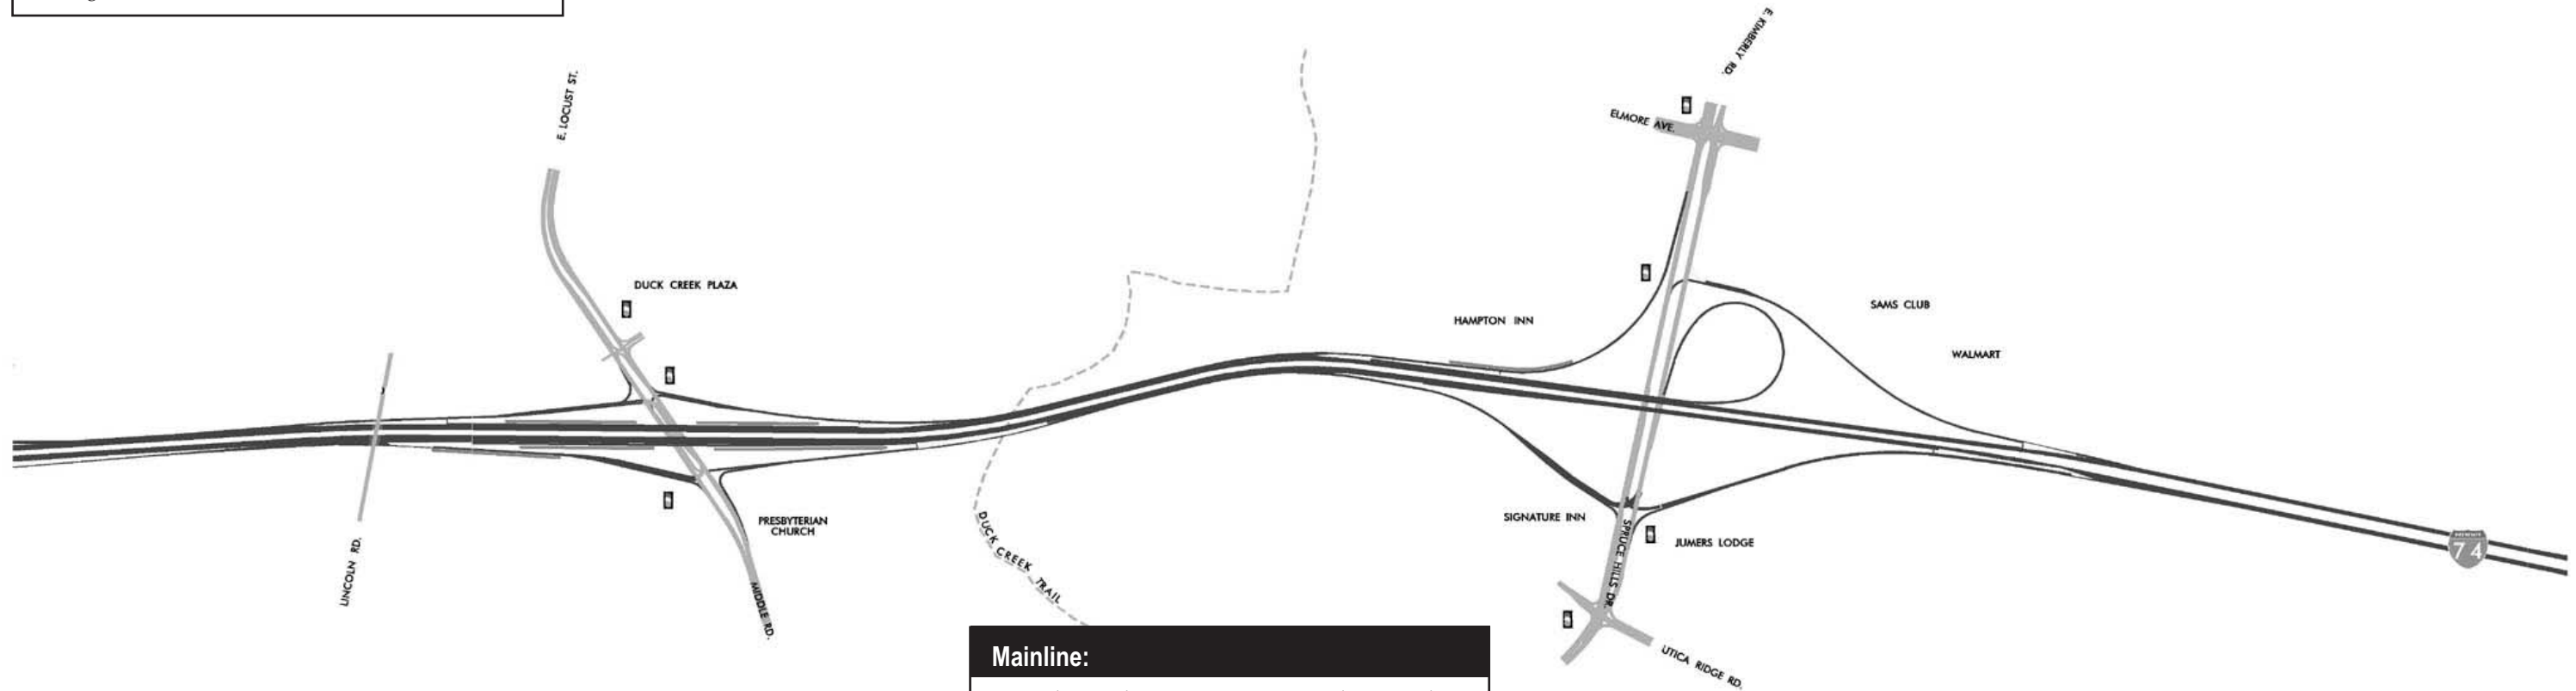 E. KIMBERLY
RD.
E. LOCUST ST.
ELMORE AVE.
DUCK CREEK PLAZA
SAMS CLUB
HAMPTON INN
WALMART
PRESBYTERIAN
CHURCH
SIGNATURE INN
SPRUCE HILLS DR.
JUMERS LODGE
74
LINCOLN RD.
DUCK CREEK TRAIL
MIDDLE RD.
UTICA RIDGE RD.
Mainline: